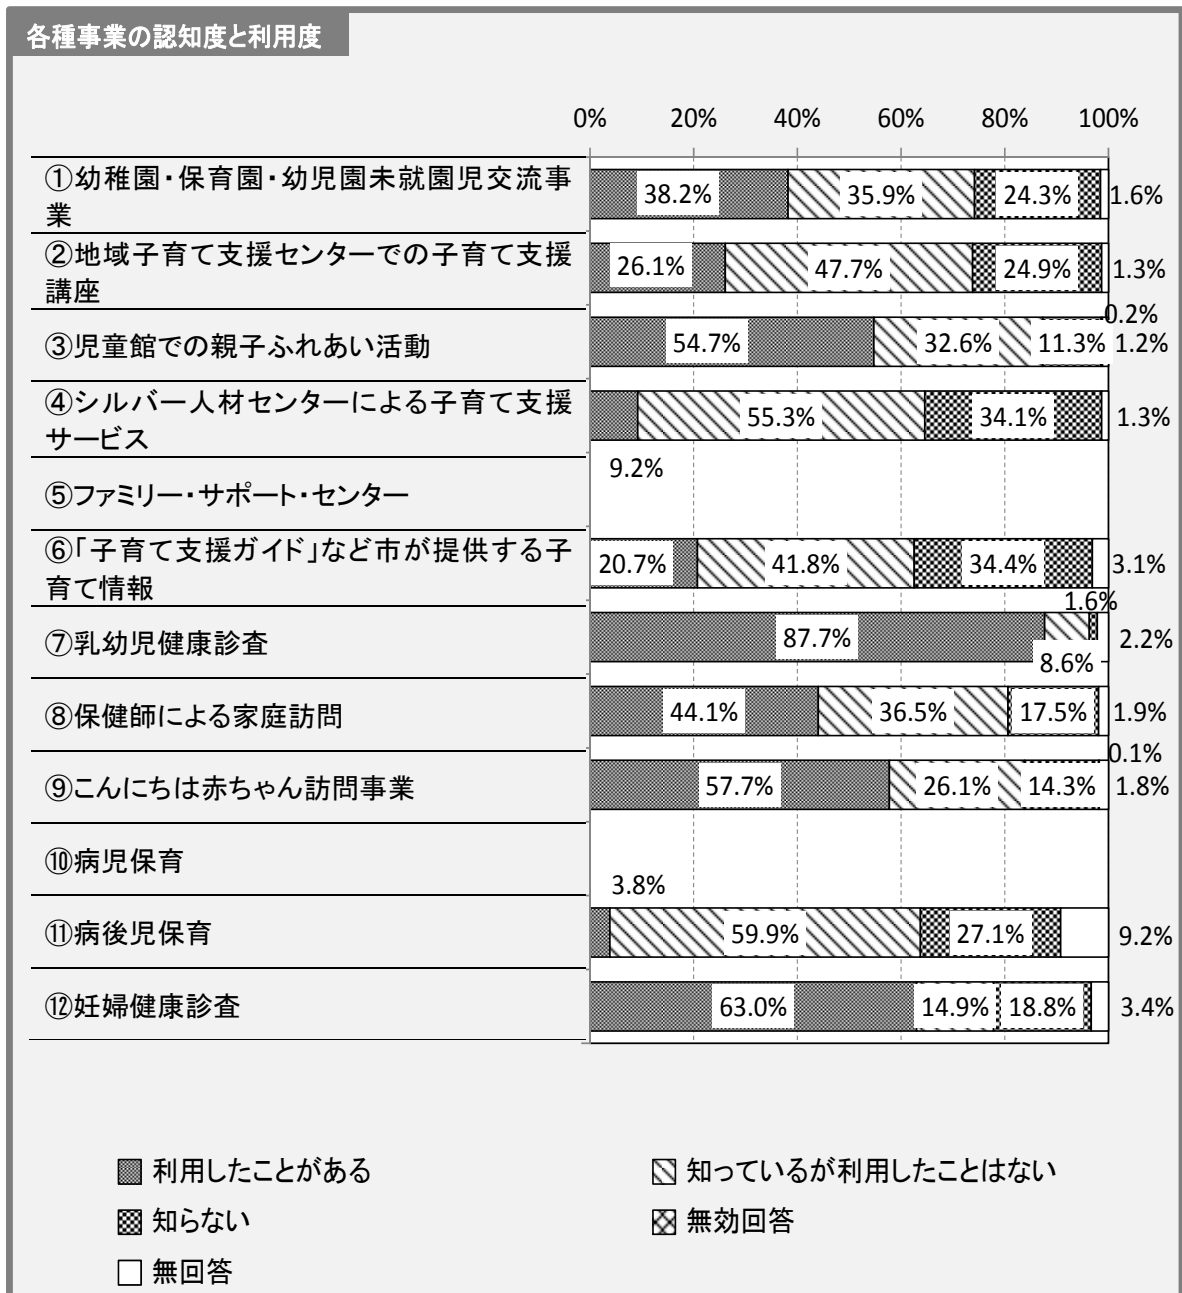 各種事業の認知度と利用度
0% 20% 40% 60% 80% 100%
①幼稚園・保育園・幼児園未就園児交流事
業
38.2% 35.9% 24.3% 1.6%
②地域子育て支援センターでの子育て支援
講座
26.1% 47.7% 24.9% 1.3%
0.2%
③児童館での親子ふれあい活動
54.7% 32.6% 11.3% 1.2%
④シルバー人材センターによる子育て支援
サービス
55.3% 34.1% 1.3%
9.2%
⑤ファミリー・サポート・センター
⑥「子育て支援ガイド」など市が提供する子
育て情報
20.7% 41.8% 34.4% 3.1%
1.6%
⑦乳幼児健康診査
87.7% 2.2%
8.6%
⑧保健師による家庭訪問
44.1% 36.5% 17.5% 1.9%
0.1%
⑨こんにちは赤ちゃん訪問事業
57.7% 26.1% 14.3% 1.8%
⑩病児保育
3.8%
⑪病後児保育
59.9% 27.1% 9.2%
⑫妊婦健康診査
63.0% 14.9% 18.8% 3.4%
利用したことがある
知っているが利用したことはない
知らない
無効回答
無回答